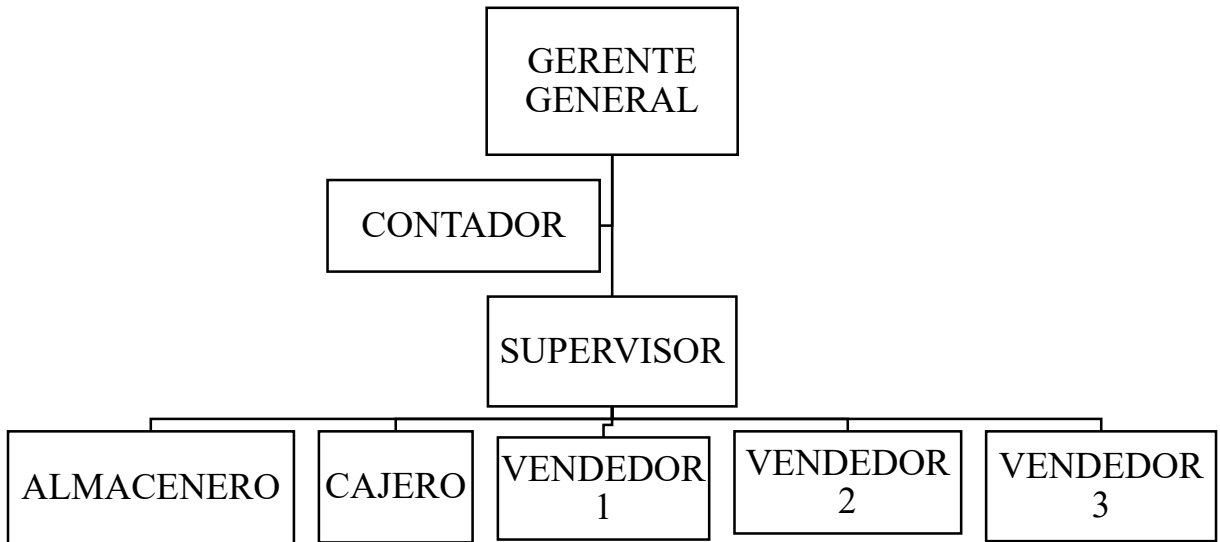 GERENTE
GENERAL
CONTADOR
SUPERVISOR
ALMACENERO
CAJERO
VENDEDOR
1
VENDEDOR
2
VENDEDOR
3